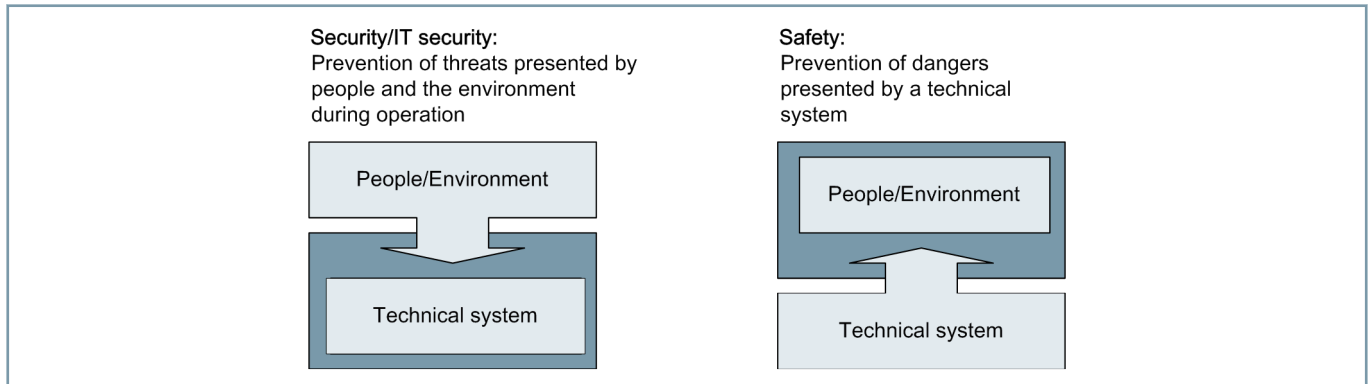 Security/IT security:
Prevention of threats presented by
people and the environment
during operation
People/Environment
Technical system
Safety:
Prevention of dangers
presented by a technical
system
People/Environment
Technical system